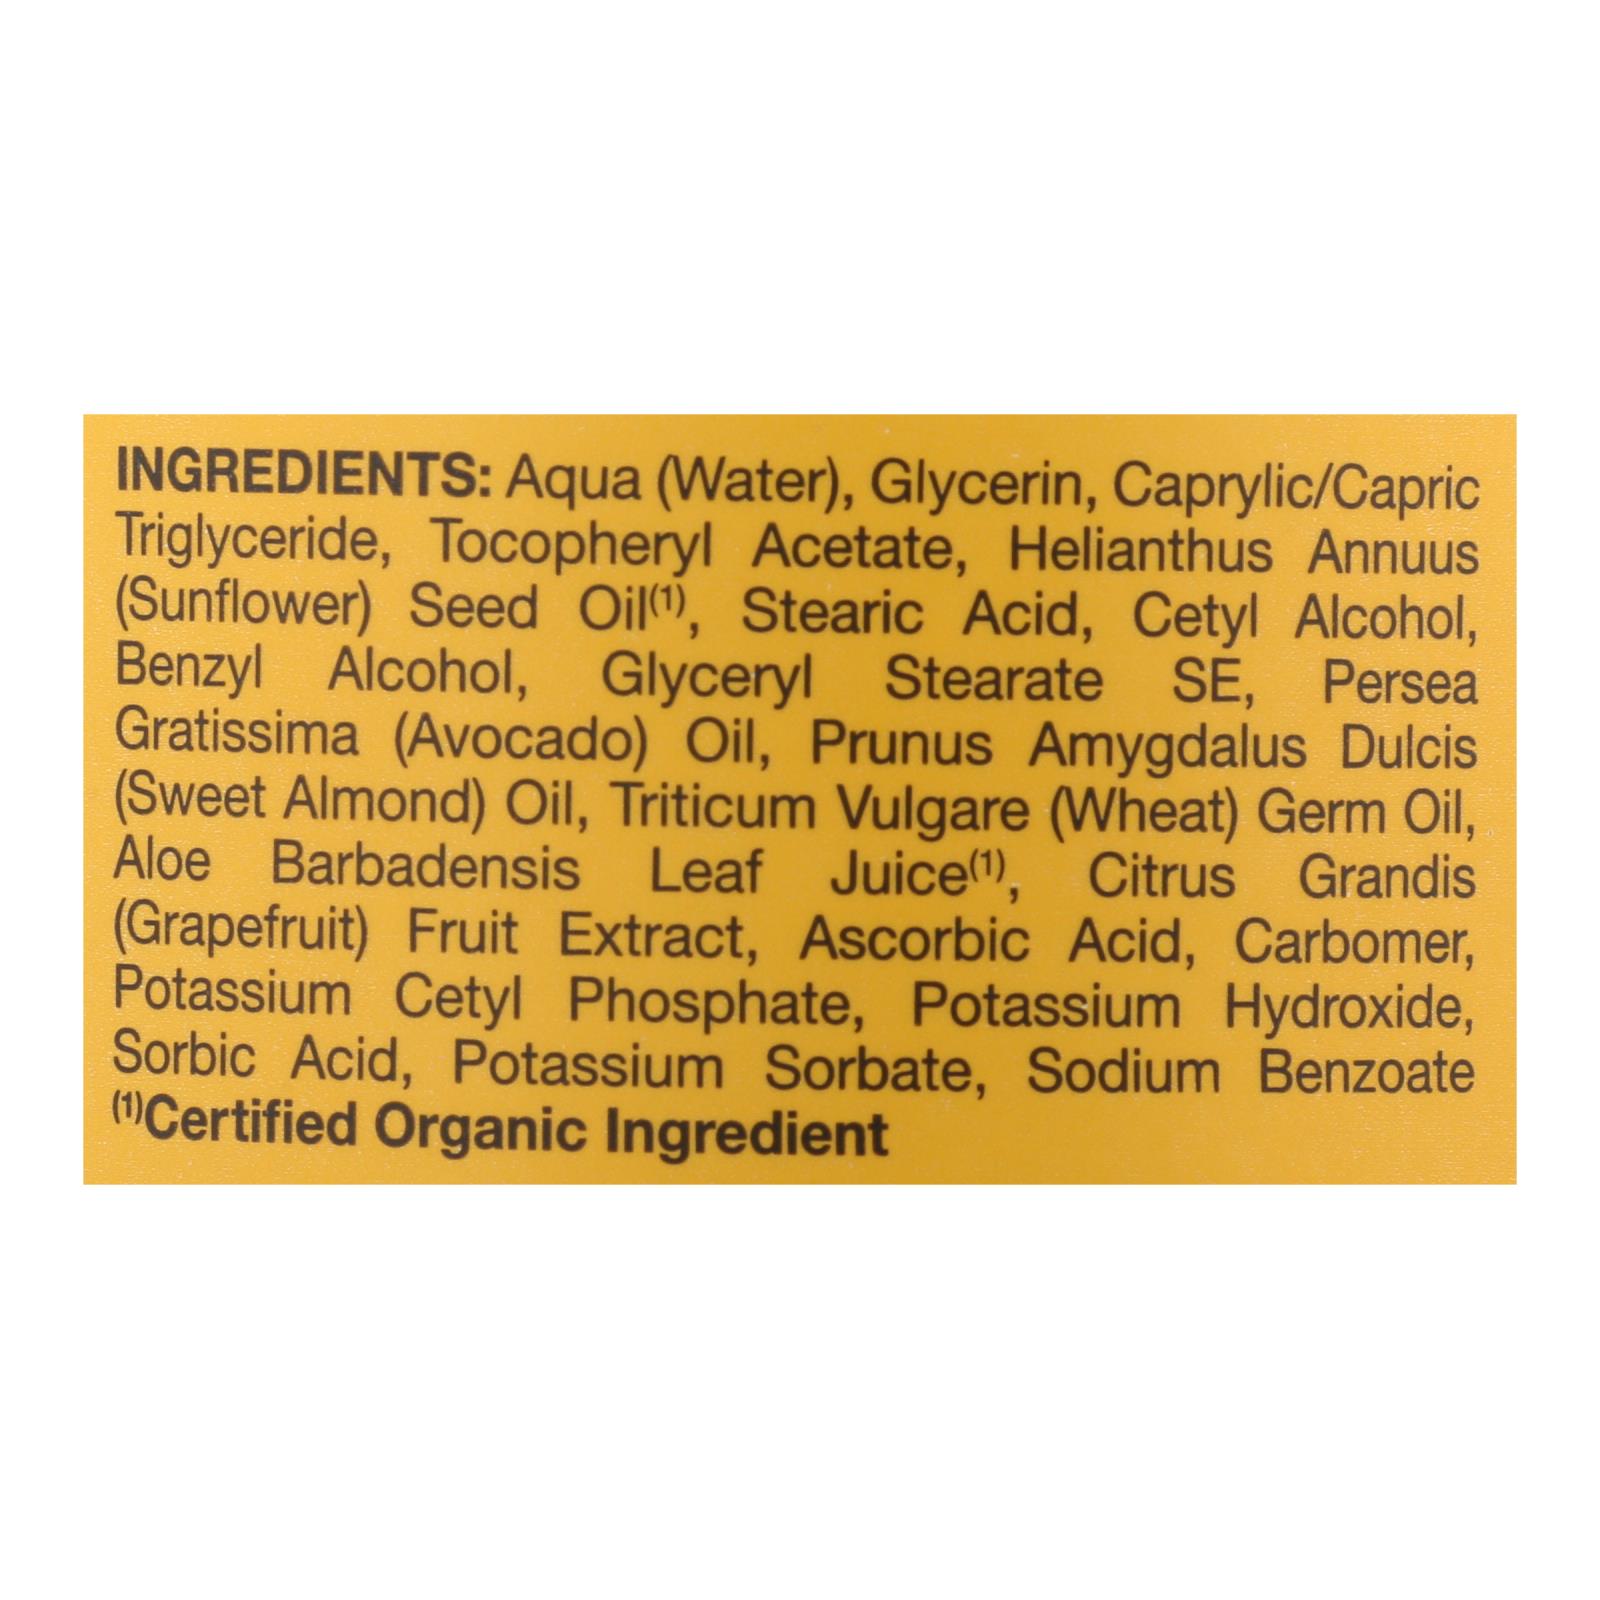 INGREDIENTS: Aqua (Water), Glycerin, Caprylic/Capric
Triglyceride, Tocopheryl Acetate, Helianthus Annuus
(Sunflower) Seed Oil(1), Stearic Acid, Cetyl Alcohol,
Benzyl Alcohol, Glyceryl Stearate SE, Persea
Gratissima (Avocado) Oil, Prunus Amygdalus Dulcis
(Sweet Almond) Oil, Triticum Vulgare (Wheat) Germ Oil,
Aloe Barbadensis Leaf Juice(1), Citrus Grandis
(Grapefruit) Fruit Extract, Ascorbic Acid, Carbomer,
Potassium Cetyl Phosphate, Potassium Hydroxide,
Sorbic Acid, Potassium Sorbate, Sodium Benzoate
(1)Certified Organic Ingredient